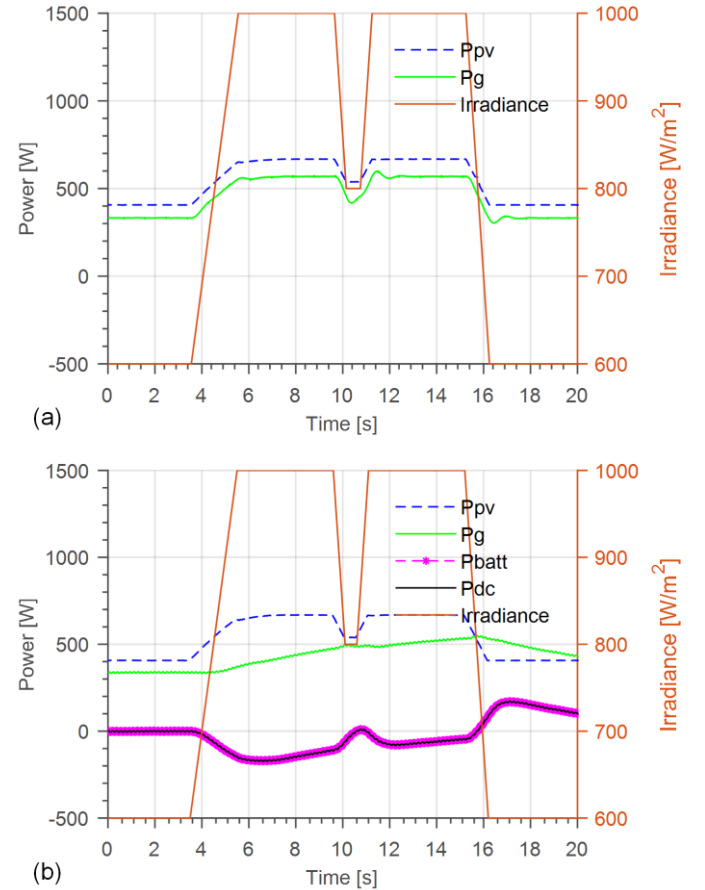 1500
1000
500
0
-500
Power [W]
Ppv
Pg
Irradiance
1000
900
800
700
600
Irradiance [W/m²]
0 2 4 6 8 10 12 14 16 18 20
Time [s]
(a)
1500
1000
500
0
-500
Power [W]
Ppv
Pg
Pbatt
Pdc
Irradiance
1000
900
800
700
600
Irradiance [W/m²]
0 2 4 6 8 10 12 14 16 18 20
Time [s]
(b)